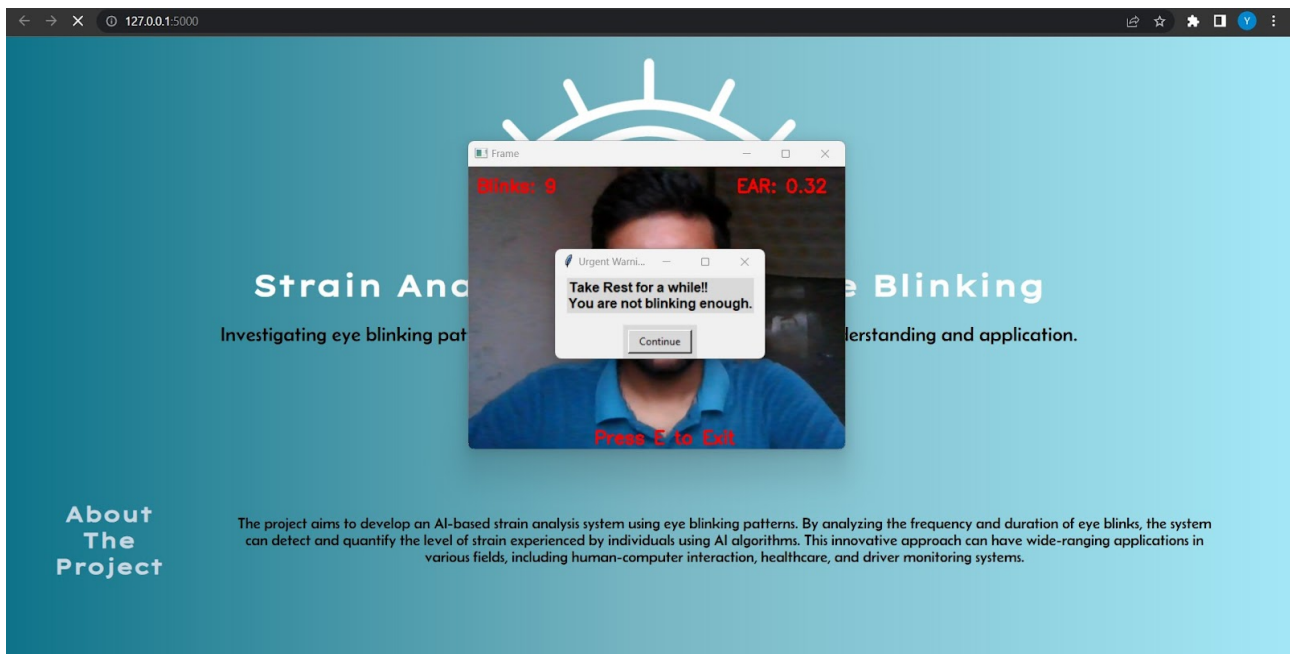 127.0.0.1:5000
Y
Frame
Blinks: 9
EAR: 0.32
Urgent Warni...
Take Rest for a while!!
You are not blinking enough.
Continue
Press E to Exit
Strain Blinking
Investigating eye blinking and application.
About
The
Project
The project aims to develop an AI-based strain analysis system using eye blinking patterns. By analyzing the frequency and duration of eye blinks, the system
can detect and quantify the level of strain experienced by individuals using AI algorithms. This innovative approach can have wide-ranging applications in
various fields, including human-computer interaction, healthcare, and driver monitoring systems.